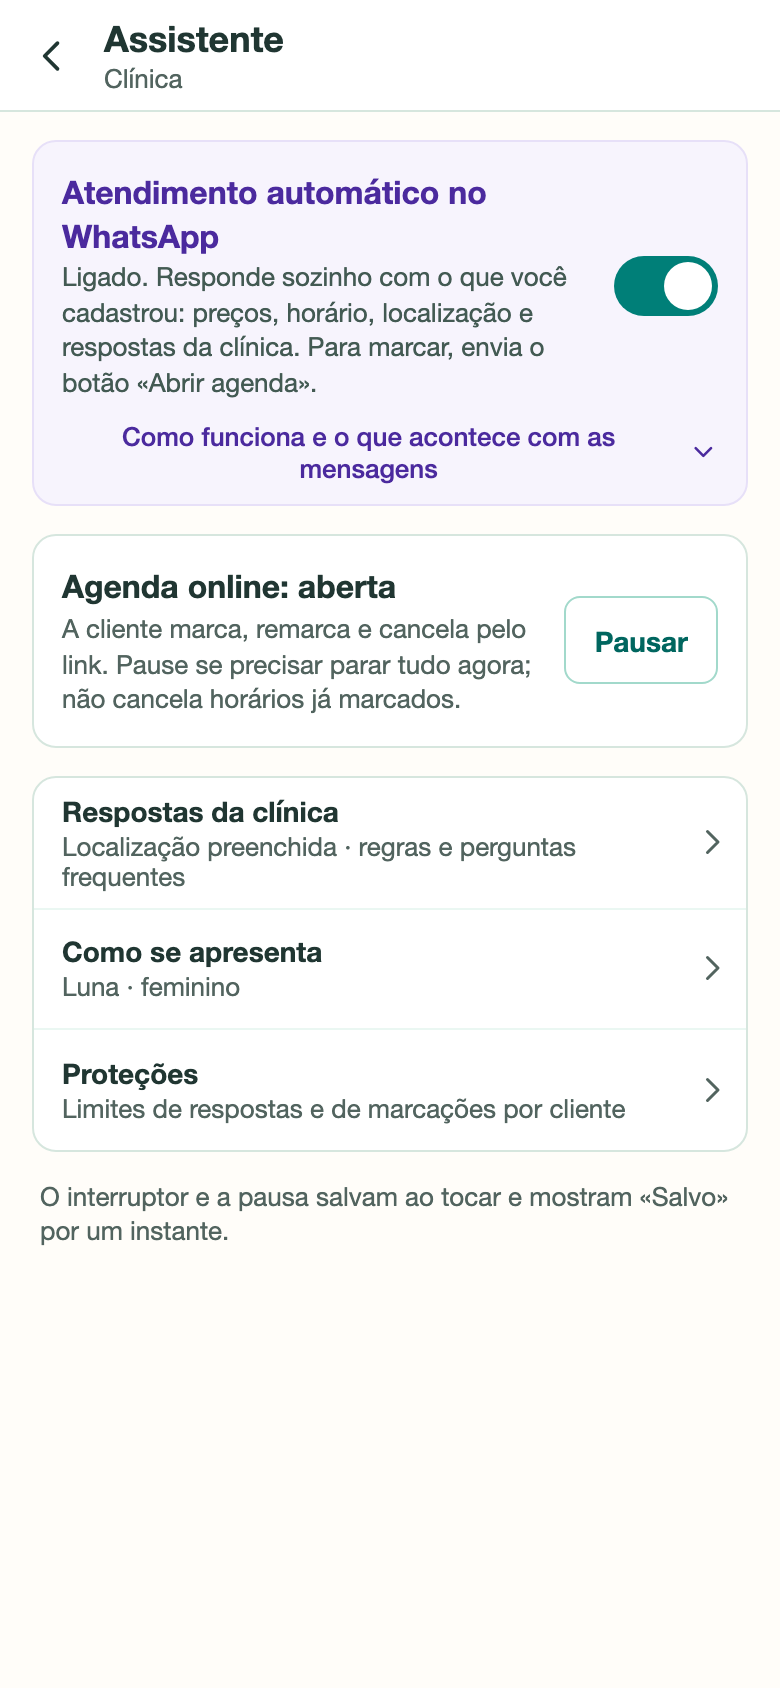 Assistente
Clínica
Atendimento automático no
WhatsApp
Ligado. Responde sozinho com o que você
cadastrou: preços, horário, localização e
respostas da clínica. Para marcar, envia o
botão «Abrir agenda».
Como funciona e o que acontece com as
mensagens
Agenda online: aberta
A cliente marca, remarca e cancela pelo
link. Pause se precisar parar tudo agora;
não cancela horários já marcados.
Pausar
Respostas da clínica
Localização preenchida · regras e perguntas
frequentes
Como se apresenta
Luna · feminino
Proteções
Limites de respostas e de marcações por cliente
O interruptor e a pausa salvam ao tocar e mostram «Salvo»
por um instante.